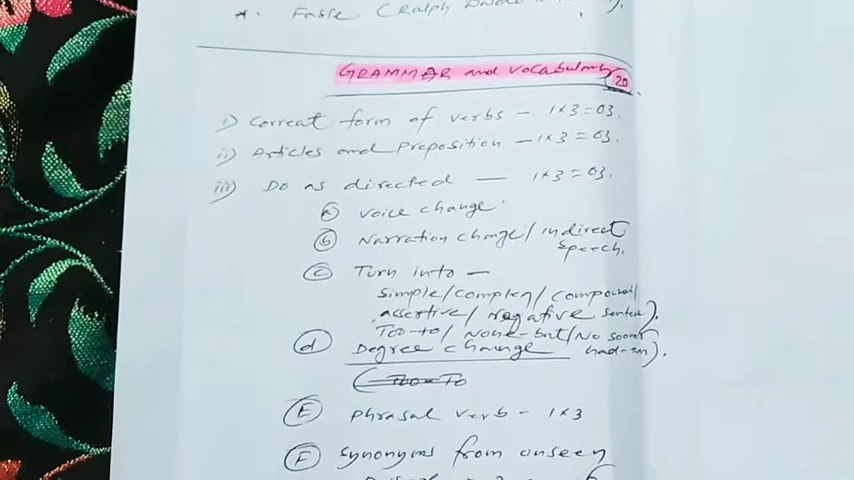 *. Fable (Ralph
GRAMMAR and vocabulary 20
i) Correct form of verbs - 1×3=03.
ii) Articles and preposition - 1×3=03.
iii) Do as directed - 1×3=03.
(a) voice change
(b) Narration change/indirect speech.
(c) Turn into -
simple/complex/compound/
assertive/negative sentence).
Too-to/None-but/No sooner
(d) Degree change had-than).
(Too-To
(E) phrasal verb - 1×3
(F) synonyms from unseen